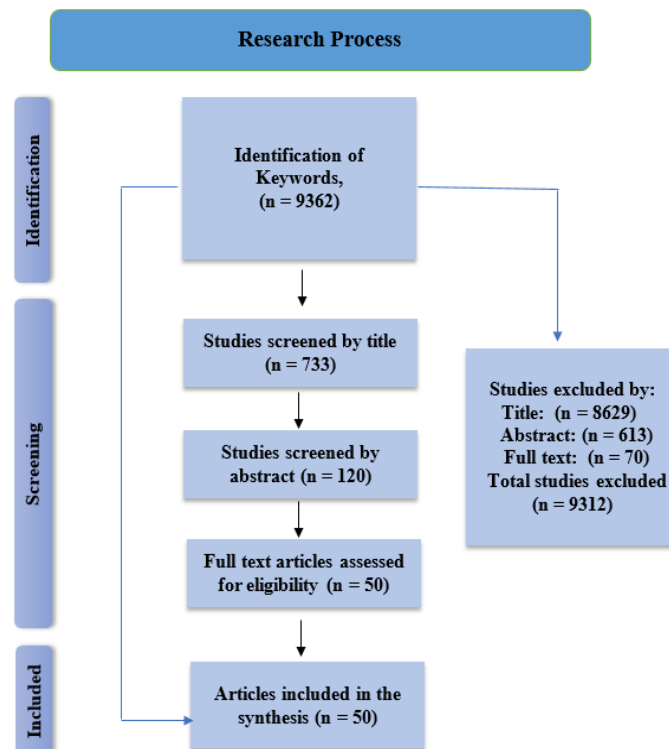 Research Process
Identification
Identification of
Keywords,
(n = 9362)
Screening
Studies screened by title
(n = 733)
Studies screened by
abstract (n = 120)
Full text articles assessed
for eligibility (n = 50)
Studies excluded by:
Title: (n = 8629)
Abstract: (n = 613)
Full text: (n = 70)
Total studies excluded
(n = 9312)
Included
Articles included in the
synthesis (n = 50)